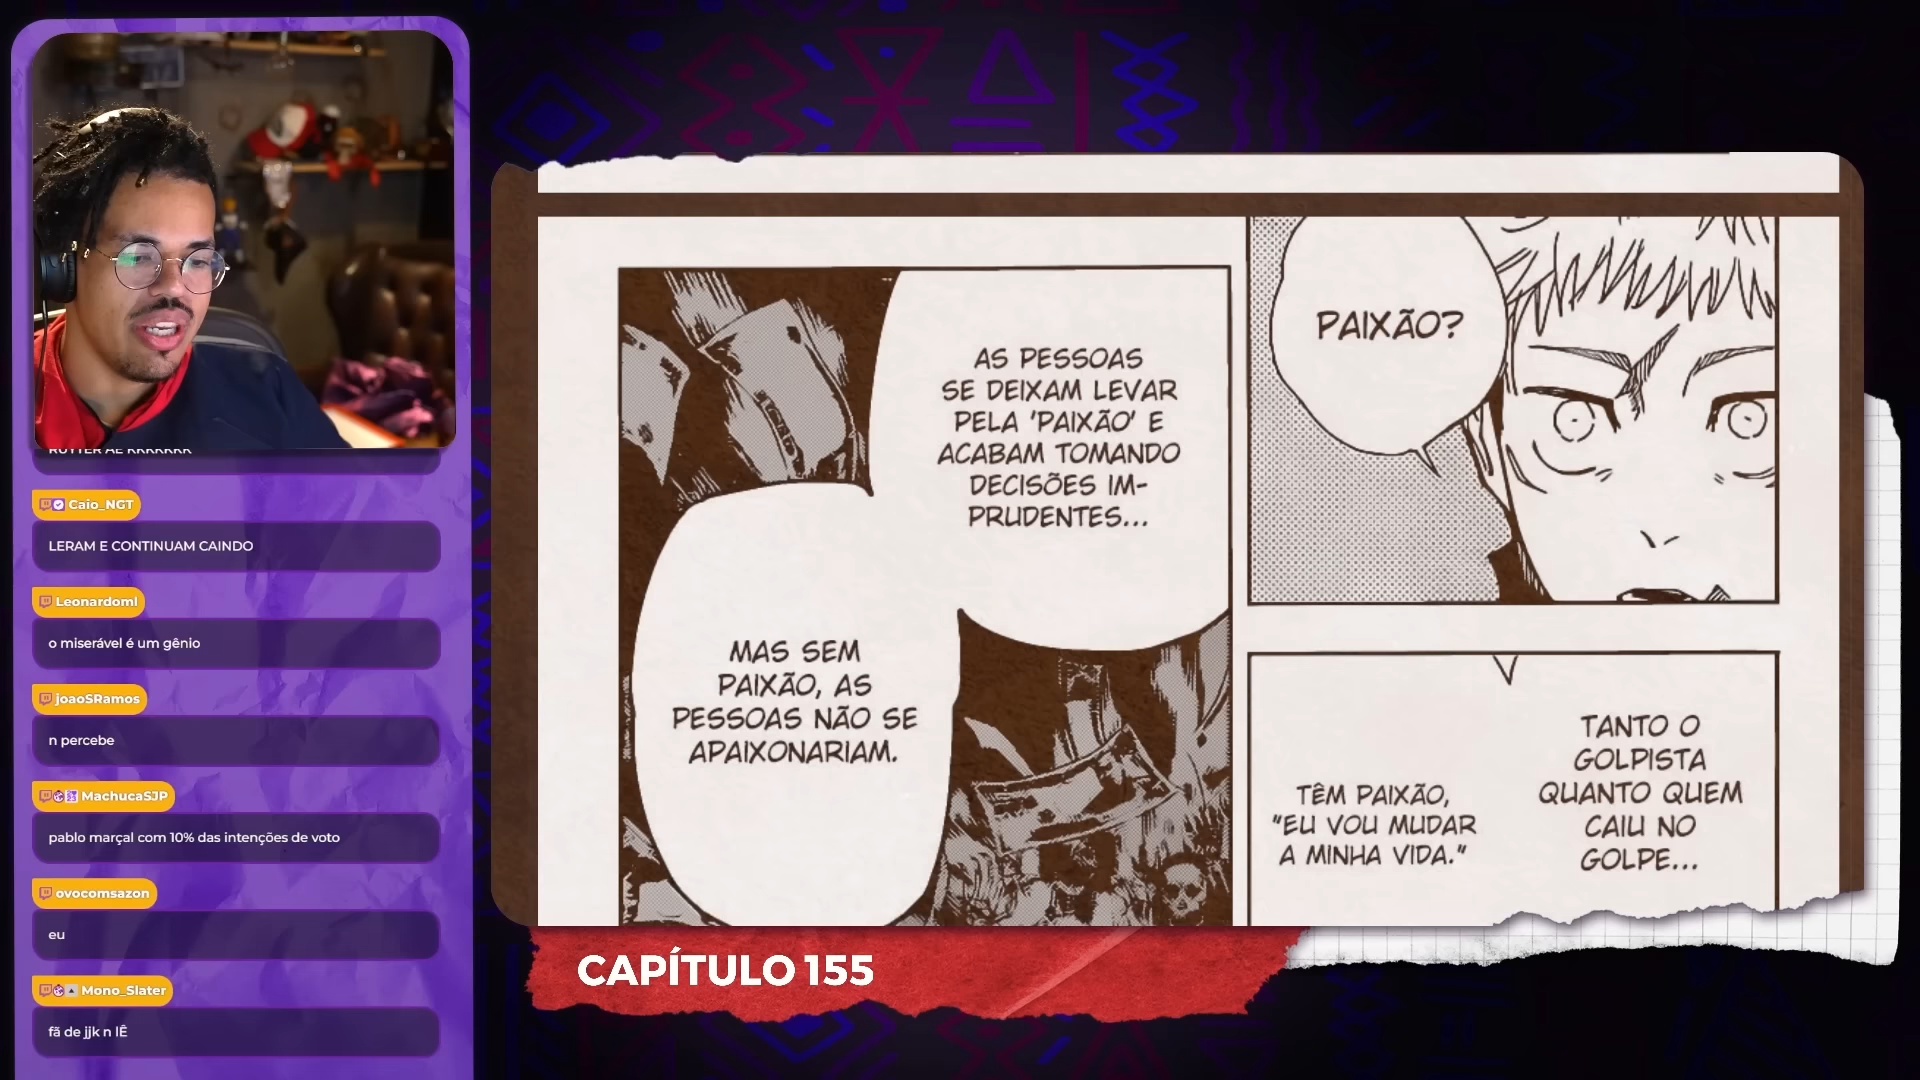 RUYTER AE KKKKKKK
Caio_NGT
LERAM E CONTINUAM CAINDO
Leonardoml
o miserável é um gênio
joaoSRamos
n percebe
MachucaSJP
pablo marçal com 10% das intenções de voto
ovocomsazon
eu
Mono_Slater
fã de jjk n lÊ
PAIXÃO?
TANTO O
GOLPISTA
QUANTO QUEM
CAIU NO
GOLPE...
TÊM PAIXÃO,
"EU VOU MUDAR
A MINHA VIDA."
AS PESSOAS
SE DEIXAM LEVAR
PELA 'PAIXÃO' E
ACABAM TOMANDO
DECISÕES IM-
PRUDENTES...
MAS SEM
PAIXÃO, AS
PESSOAS NÃO SE
APAIXONARIAM.
CAPÍTULO 155